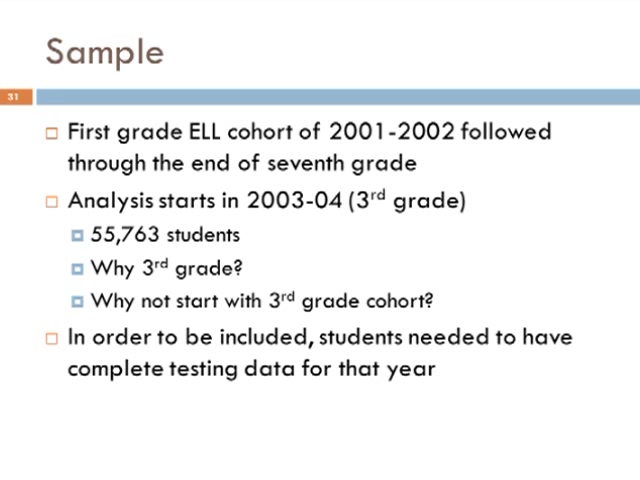 Sample
31
First grade ELL cohort of 2001-2002 followed
through the end of seventh grade
Analysis starts in 2003-04 (3rd grade)
55,763 students
Why 3rd grade?
Why not start with 3rd grade cohort?
In order to be included, students needed to have
complete testing data for that year